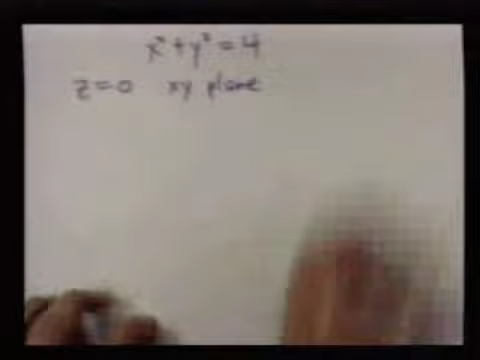 x² + y² = 4
z = 0 xy plane